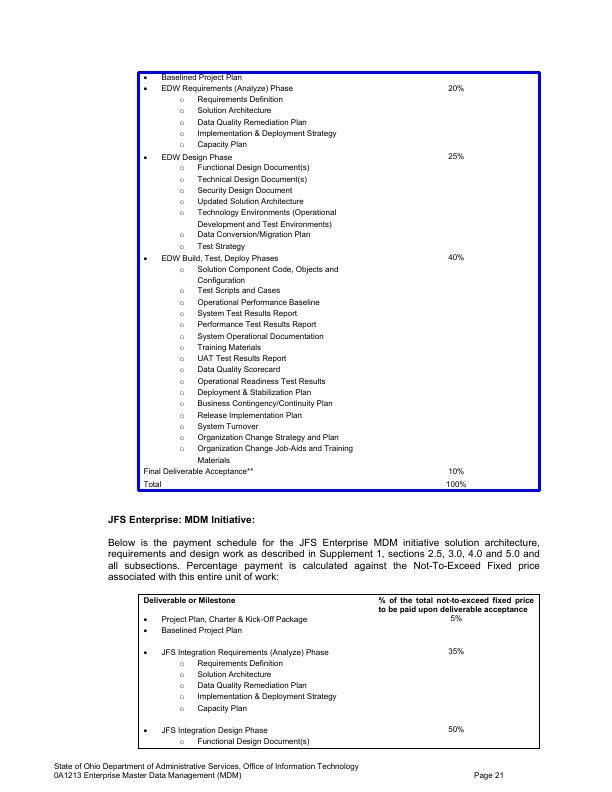 • Baselined Project Plan
• EDW Requirements (Analyze) Phase 20%
o Requirements Definition
o Solution Architecture
o Data Quality Remediation Plan
o Implementation & Deployment Strategy
o Capacity Plan
• EDW Design Phase 25%
o Functional Design Document(s)
o Technical Design Document(s)
o Security Design Document
o Updated Solution Architecture
o Technology Environments (Operational
Development and Test Environments)
o Data Conversion/Migration Plan
o Test Strategy
• EDW Build, Test, Deploy Phases 40%
o Solution Component Code, Objects and
Configuration
o Test Scripts and Cases
o Operational Performance Baseline
o System Test Results Report
o Performance Test Results Report
o System Operational Documentation
o Training Materials
o UAT Test Results Report
o Data Quality Scorecard
o Operational Readiness Test Results
o Deployment & Stabilization Plan
o Business Contingency/Continuity Plan
o Release Implementation Plan
o System Turnover
o Organization Change Strategy and Plan
o Organization Change Job-Aids and Training
Materials
Final Deliverable Acceptance** 10%
Total 100%
JFS Enterprise: MDM Initiative:
Below is the payment schedule for the JFS Enterprise MDM initiative solution architecture,
requirements and design work as described in Supplement 1, sections 2.5, 3.0, 4.0 and 5.0 and
all subsections. Percentage payment is calculated against the Not-To-Exceed Fixed price
associated with this entire unit of work:
Deliverable or Milestone % of the total not-to-exceed fixed price
to be paid upon deliverable acceptance
• Project Plan, Charter & Kick-Off Package 5%
• Baselined Project Plan
• JFS Integration Requirements (Analyze) Phase 35%
o Requirements Definition
o Solution Architecture
o Data Quality Remediation Plan
o Implementation & Deployment Strategy
o Capacity Plan
• JFS Integration Design Phase 50%
o Functional Design Document(s)
State of Ohio Department of Administrative Services, Office of Information Technology
0A1213 Enterprise Master Data Management (MDM) Page 21